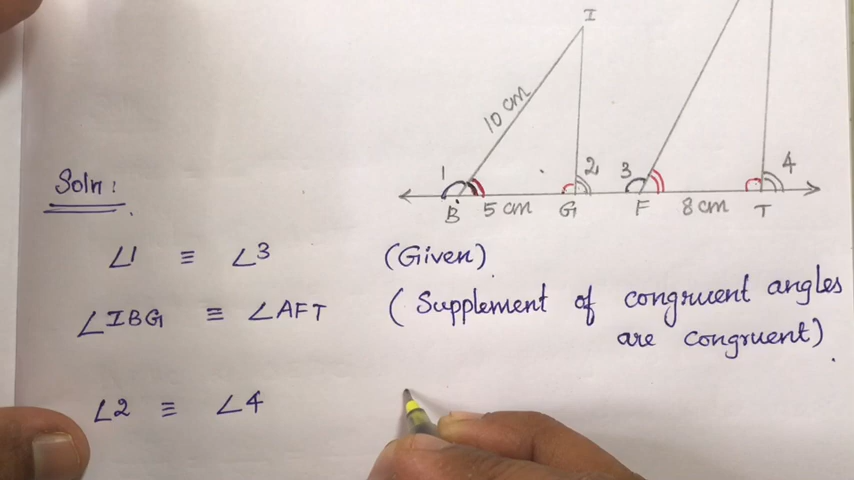 I
10 cm
1 2 3 4
B 5 cm G F 8 cm T
Soln:
∠1 ≡ ∠3 (Given).
∠IBG ≡ ∠AFT (Supplement of congruent angles
are congruent).
∠2 ≡ ∠4